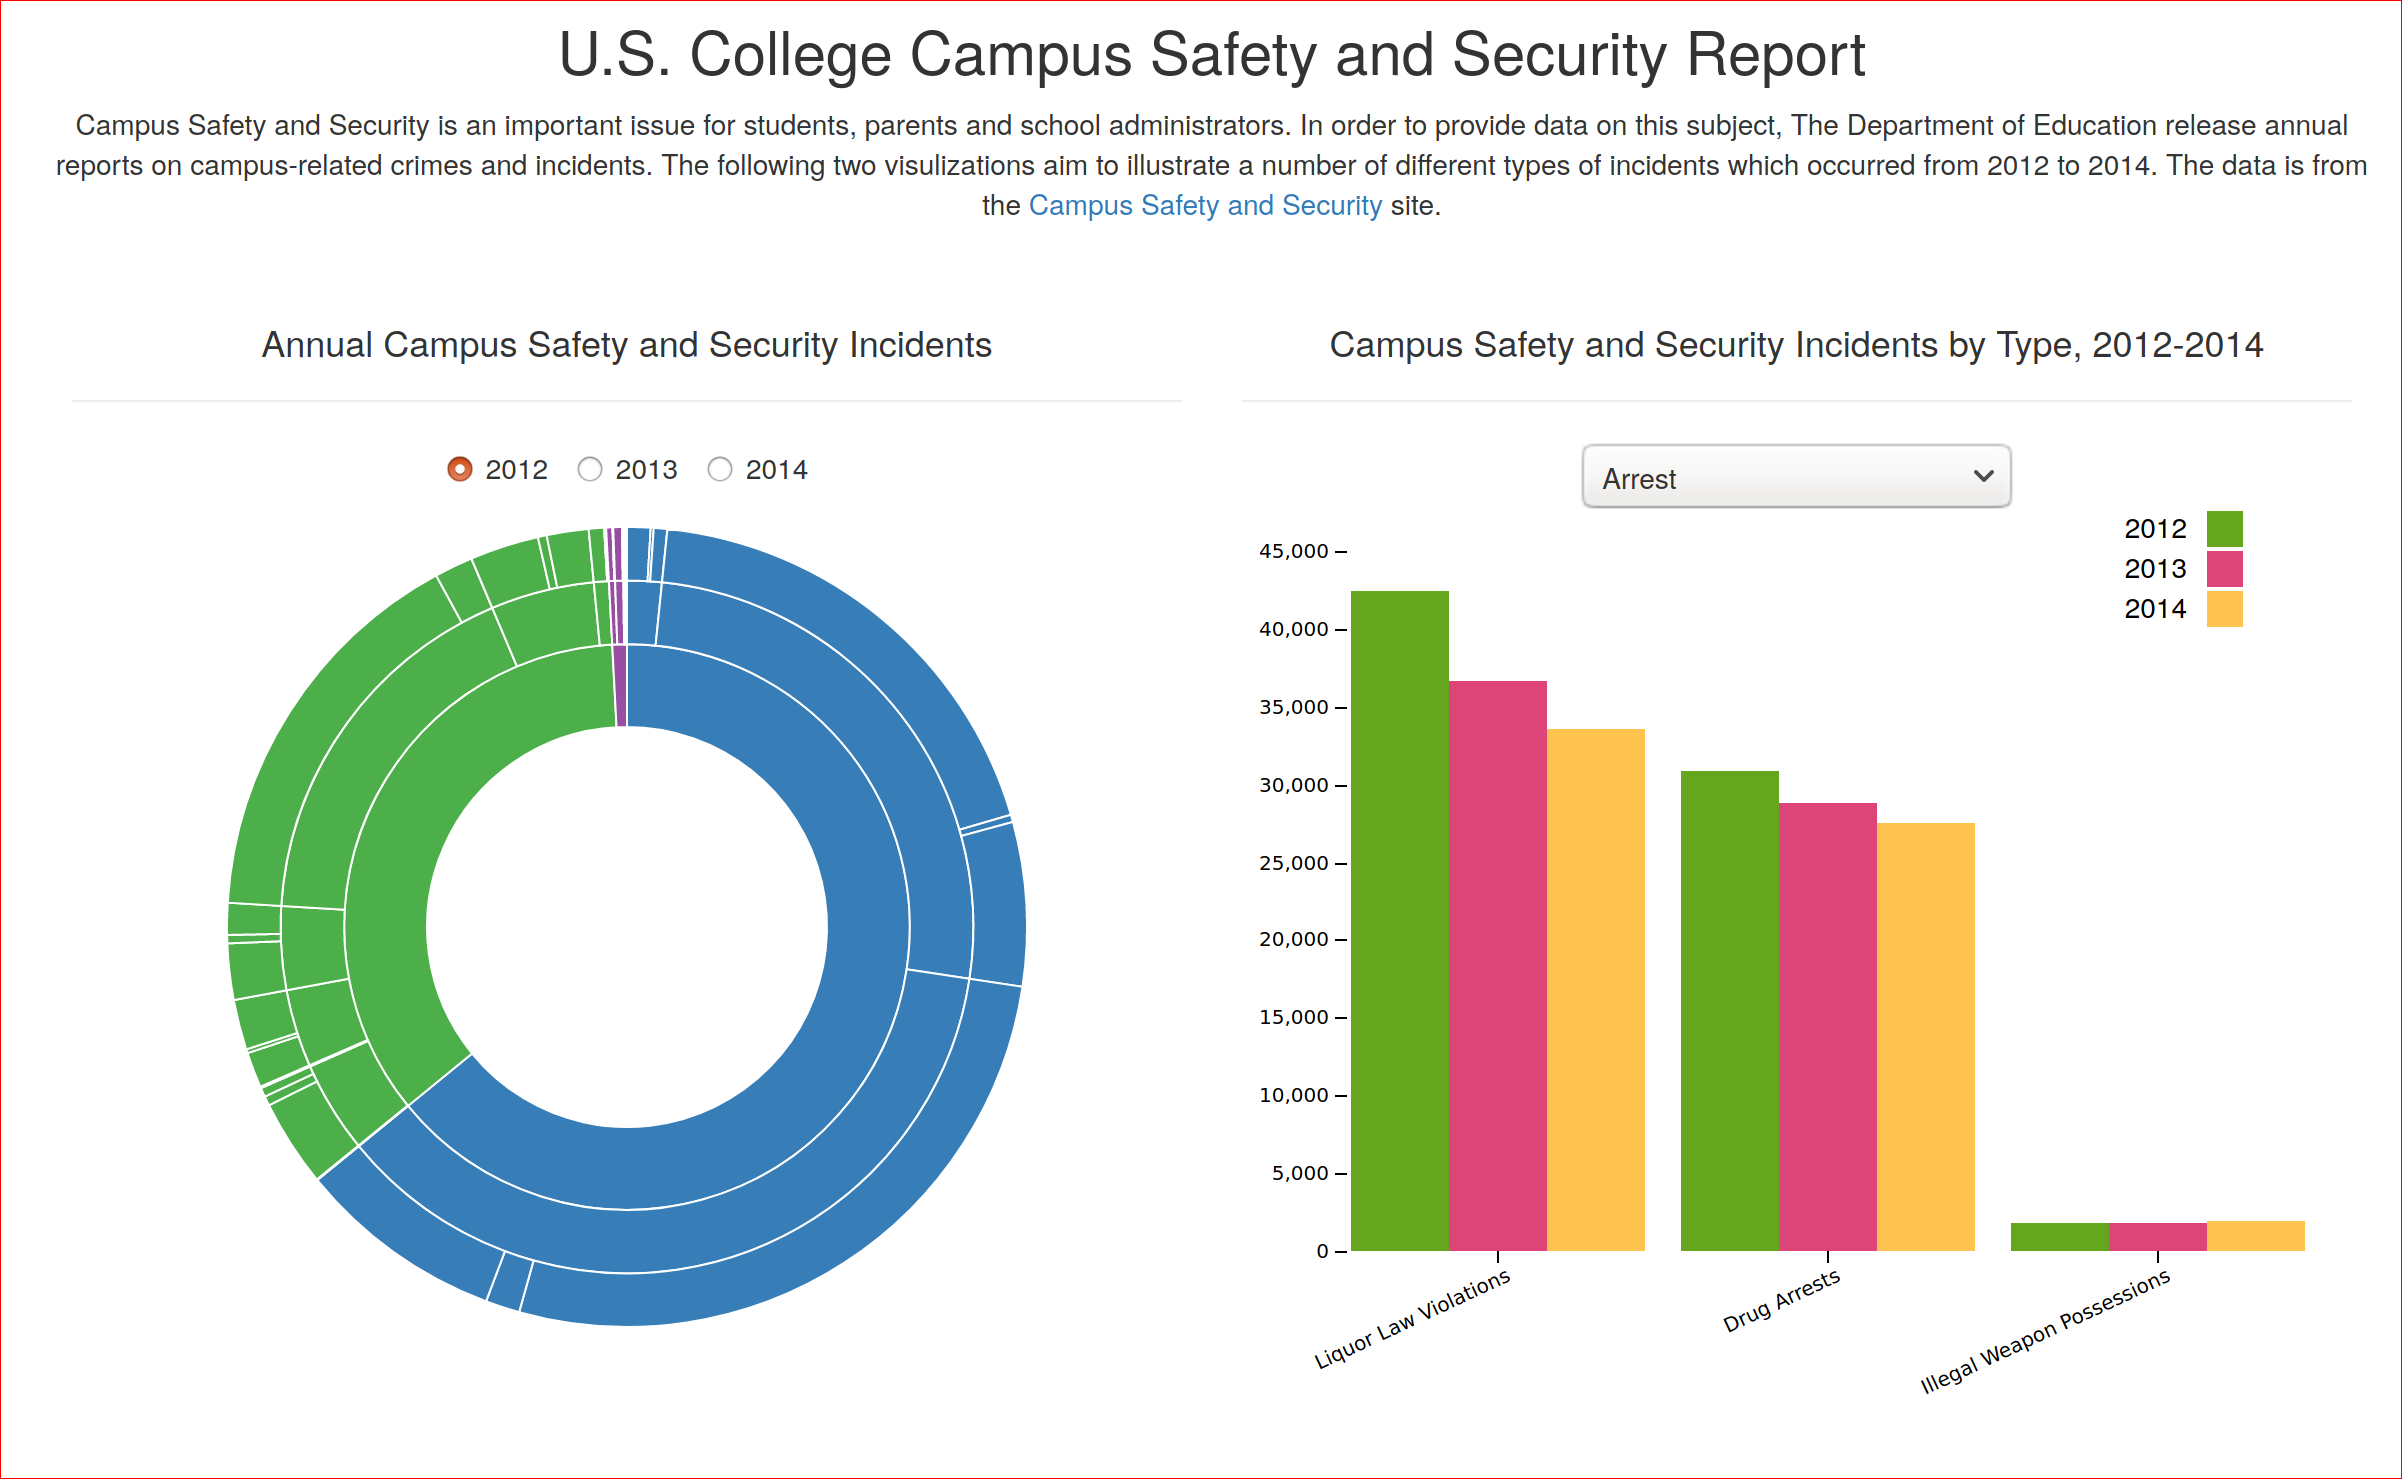 U.S. College Campus Safety and Security Report
Campus Safety and Security is an important issue for students, parents and school administrators. In order to provide data on this subject, The Department of Education release annual
reports on campus-related crimes and incidents. The following two visulizations aim to illustrate a number of different types of incidents which occurred from 2012 to 2014. The data is from
the Campus Safety and Security site.
Annual Campus Safety and Security Incidents
2012 2013 2014
Campus Safety and Security Incidents by Type, 2012-2014
Arrest
2012
2013
2014
45,000
40,000
35,000
30,000
25,000
20,000
15,000
10,000
5,000
0
Liquor Law Violations
Drug Arrests
Illegal Weapon Possessions